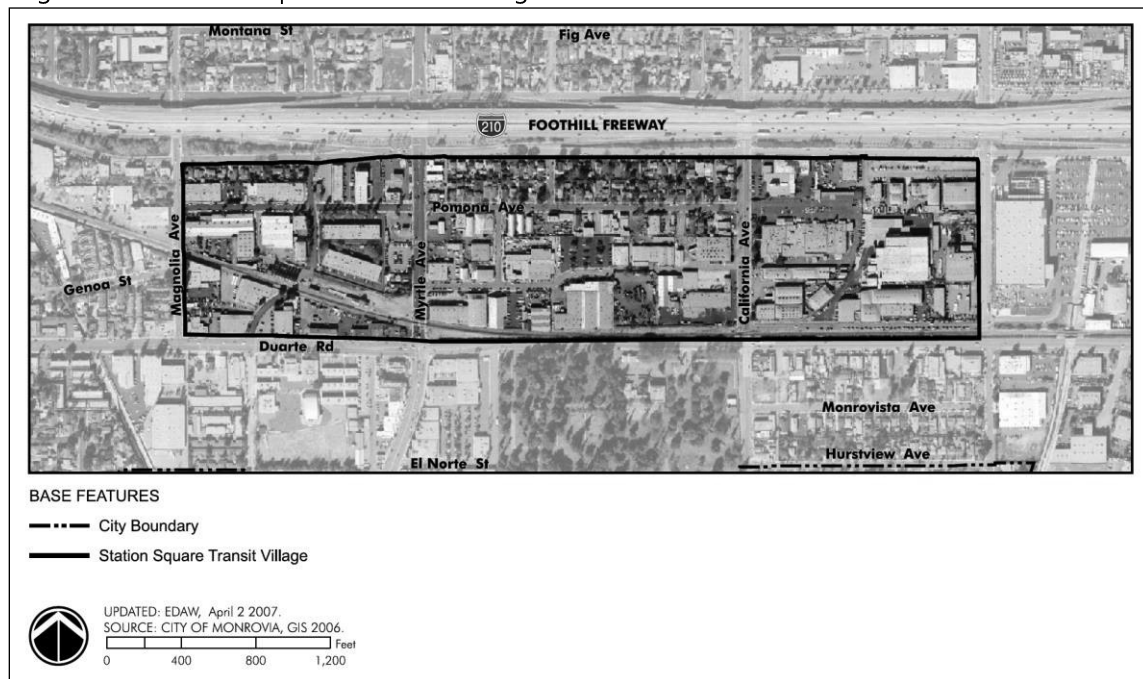 Montana St
Fig Ave
210
FOOTHILL FREEWAY
Pomona Ave
Magnolia Ave
Myrtle Ave
California Ave
Genoa St
Duarte Rd
Monrovista Ave
El Norte St
Hurstview Ave
BASE FEATURES
City Boundary
Station Square Transit Village
UPDATED: EDAW, April 2 2007.
SOURCE: CITY OF MONROVIA, GIS 2006.
Feet
0 400 800 1,200